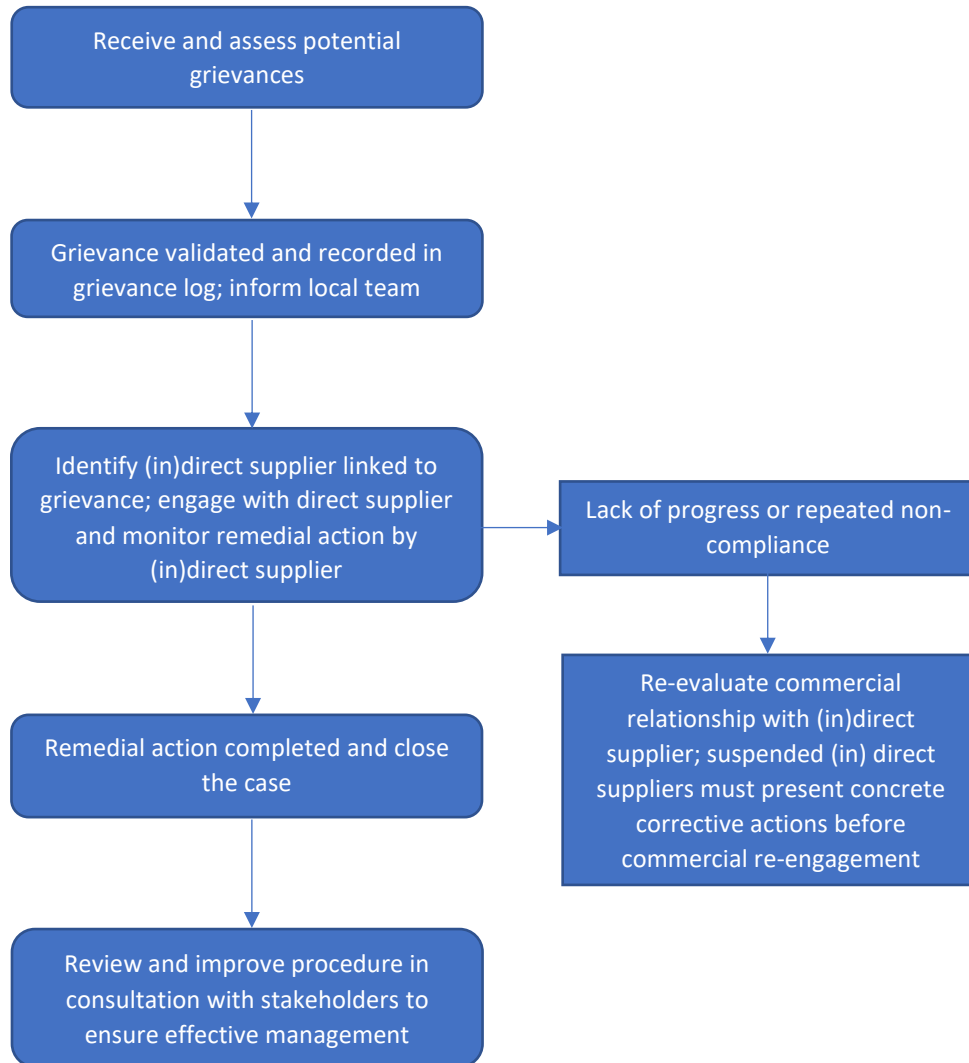 Receive and assess potential
grievances
Grievance validated and recorded in
grievance log; inform local team
Identify (in)direct supplier linked to
grievance; engage with direct supplier
and monitor remedial action by
(in)direct supplier
Lack of progress or repeated non-
compliance
Re-evaluate commercial
relationship with (in)direct
supplier; suspended (in) direct
suppliers must present concrete
corrective actions before
commercial re-engagement
Remedial action completed and close
the case
Review and improve procedure in
consultation with stakeholders to
ensure effective management